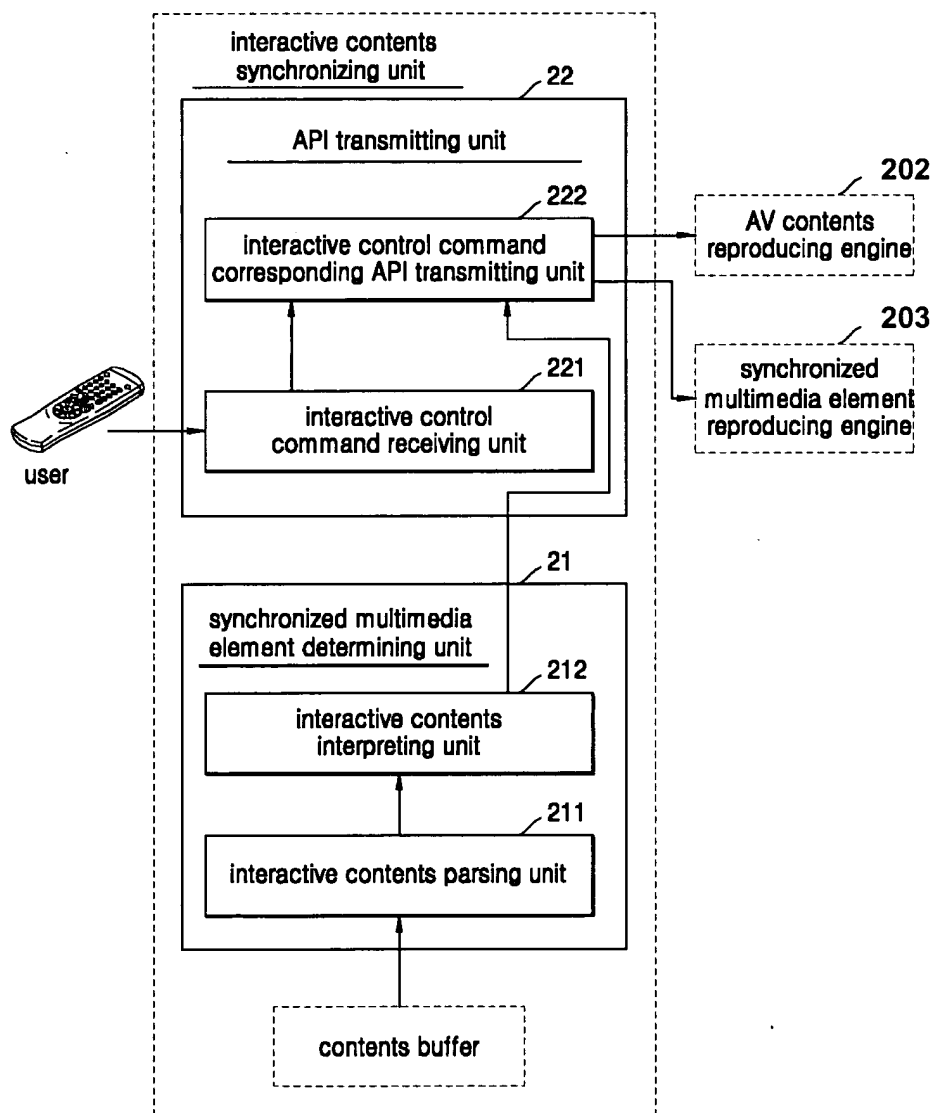 interactive contents
synchronizing unit
22
API transmitting unit
222
interactive control command
corresponding API transmitting unit
202
AV contents
reproducing engine
203
synchronized
multimedia element
reproducing engine
221
interactive control
command receiving unit
user
21
synchronized multimedia
element determining unit
212
interactive contents
interpreting unit
211
interactive contents parsing unit
contents buffer